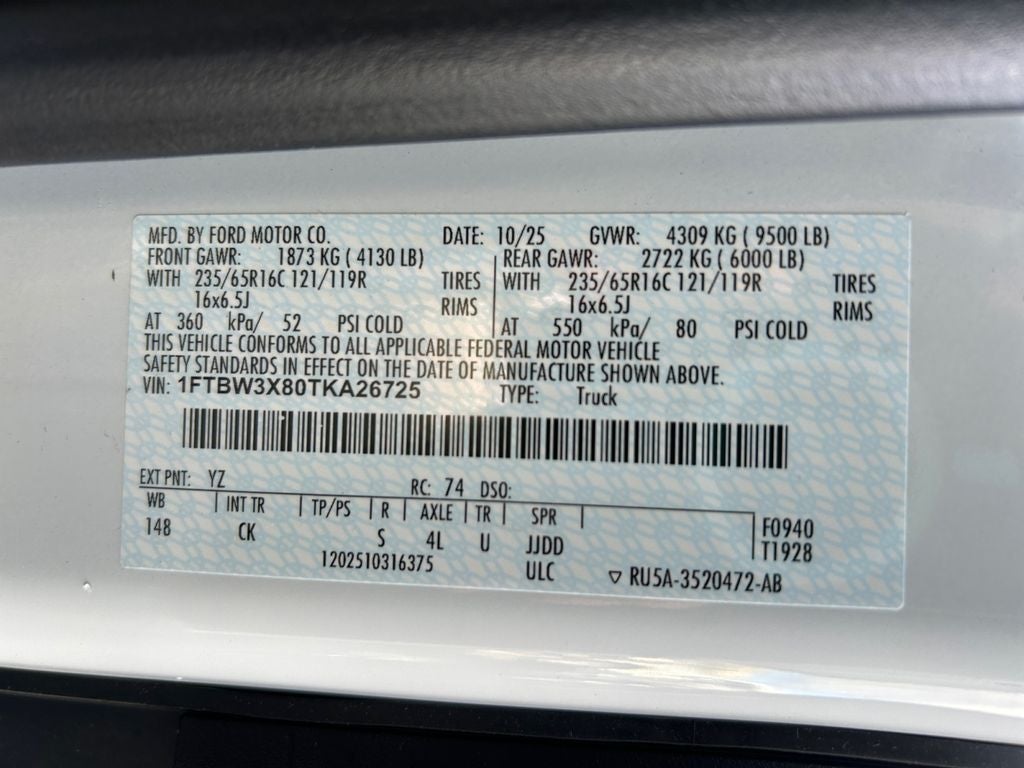 MFD. BY FORD MOTOR CO. DATE: 10/25 GVWR: 4309 KG ( 9500 LB)
FRONT GAWR: 1873 KG ( 4130 LB) REAR GAWR: 2722 KG ( 6000 LB)
WITH 235/65R16C 121/119R TIRES WITH 235/65R16C 121/119R TIRES
16x6.5J RIMS 16x6.5J RIMS
AT 360 kPa/ 52 PSI COLD AT 550 kPa/ 80 PSI COLD
THIS VEHICLE CONFORMS TO ALL APPLICABLE FEDERAL MOTOR VEHICLE
SAFETY STANDARDS IN EFFECT ON THE DATE OF MANUFACTURE SHOWN ABOVE.
VIN: 1FTBW3X80TKA26725 TYPE: Truck
EXT PNT: YZ RC: 74 DSO:
WB INT TR TP/PS R AXLE TR SPR F0940
148 CK S 4L U JJDD T1928
1202510316375 ULC ▽ RU5A-3520472-AB